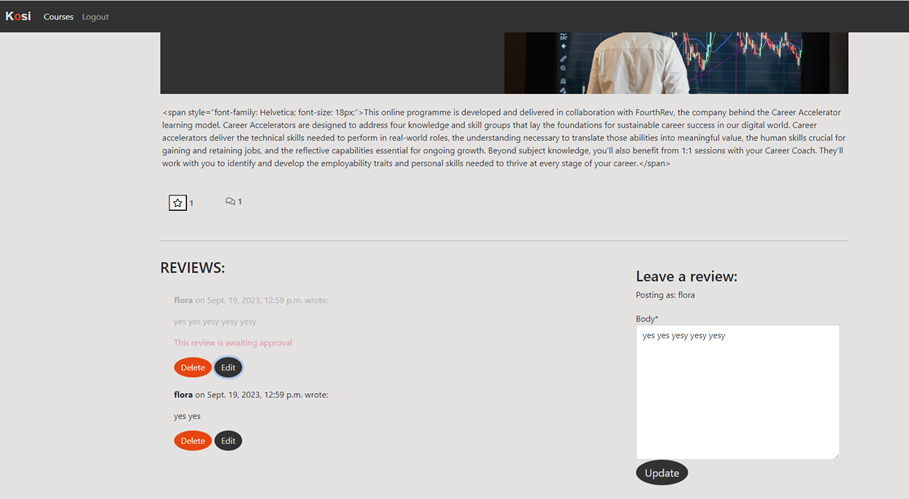 Kosi Courses Logout
<span style="font-family: Helvetica; font-size: 18px;">This online programme is developed and delivered in collaboration with FourthRev, the company behind the Career Accelerator
learning model. Career Accelerators are designed to address four knowledge and skill groups that lay the foundations for sustainable career success in our digital world. Career
accelerators deliver the technical skills needed to perform in real-world roles, the understanding necessary to translate those abilities into meaningful value, the human skills crucial for
gaining and retaining jobs, and the reflective capabilities essential for ongoing growth. Beyond subject knowledge, you'll also benefit from 1:1 sessions with your Career Coach. They'll
work with you to identify and develop the employability traits and personal skills needed to thrive at every stage of your career.</span>
1 1
REVIEWS:
flora on Sept. 19, 2023, 12:59 p.m. wrote:
yes yes yesy yesy yesy
This review is awaiting approval
Delete Edit
flora on Sept. 19, 2023, 12:59 p.m. wrote:
yes yes
Delete Edit
Leave a review:
Posting as: flora
Body*
yes yes yesy yesy yesy
Update